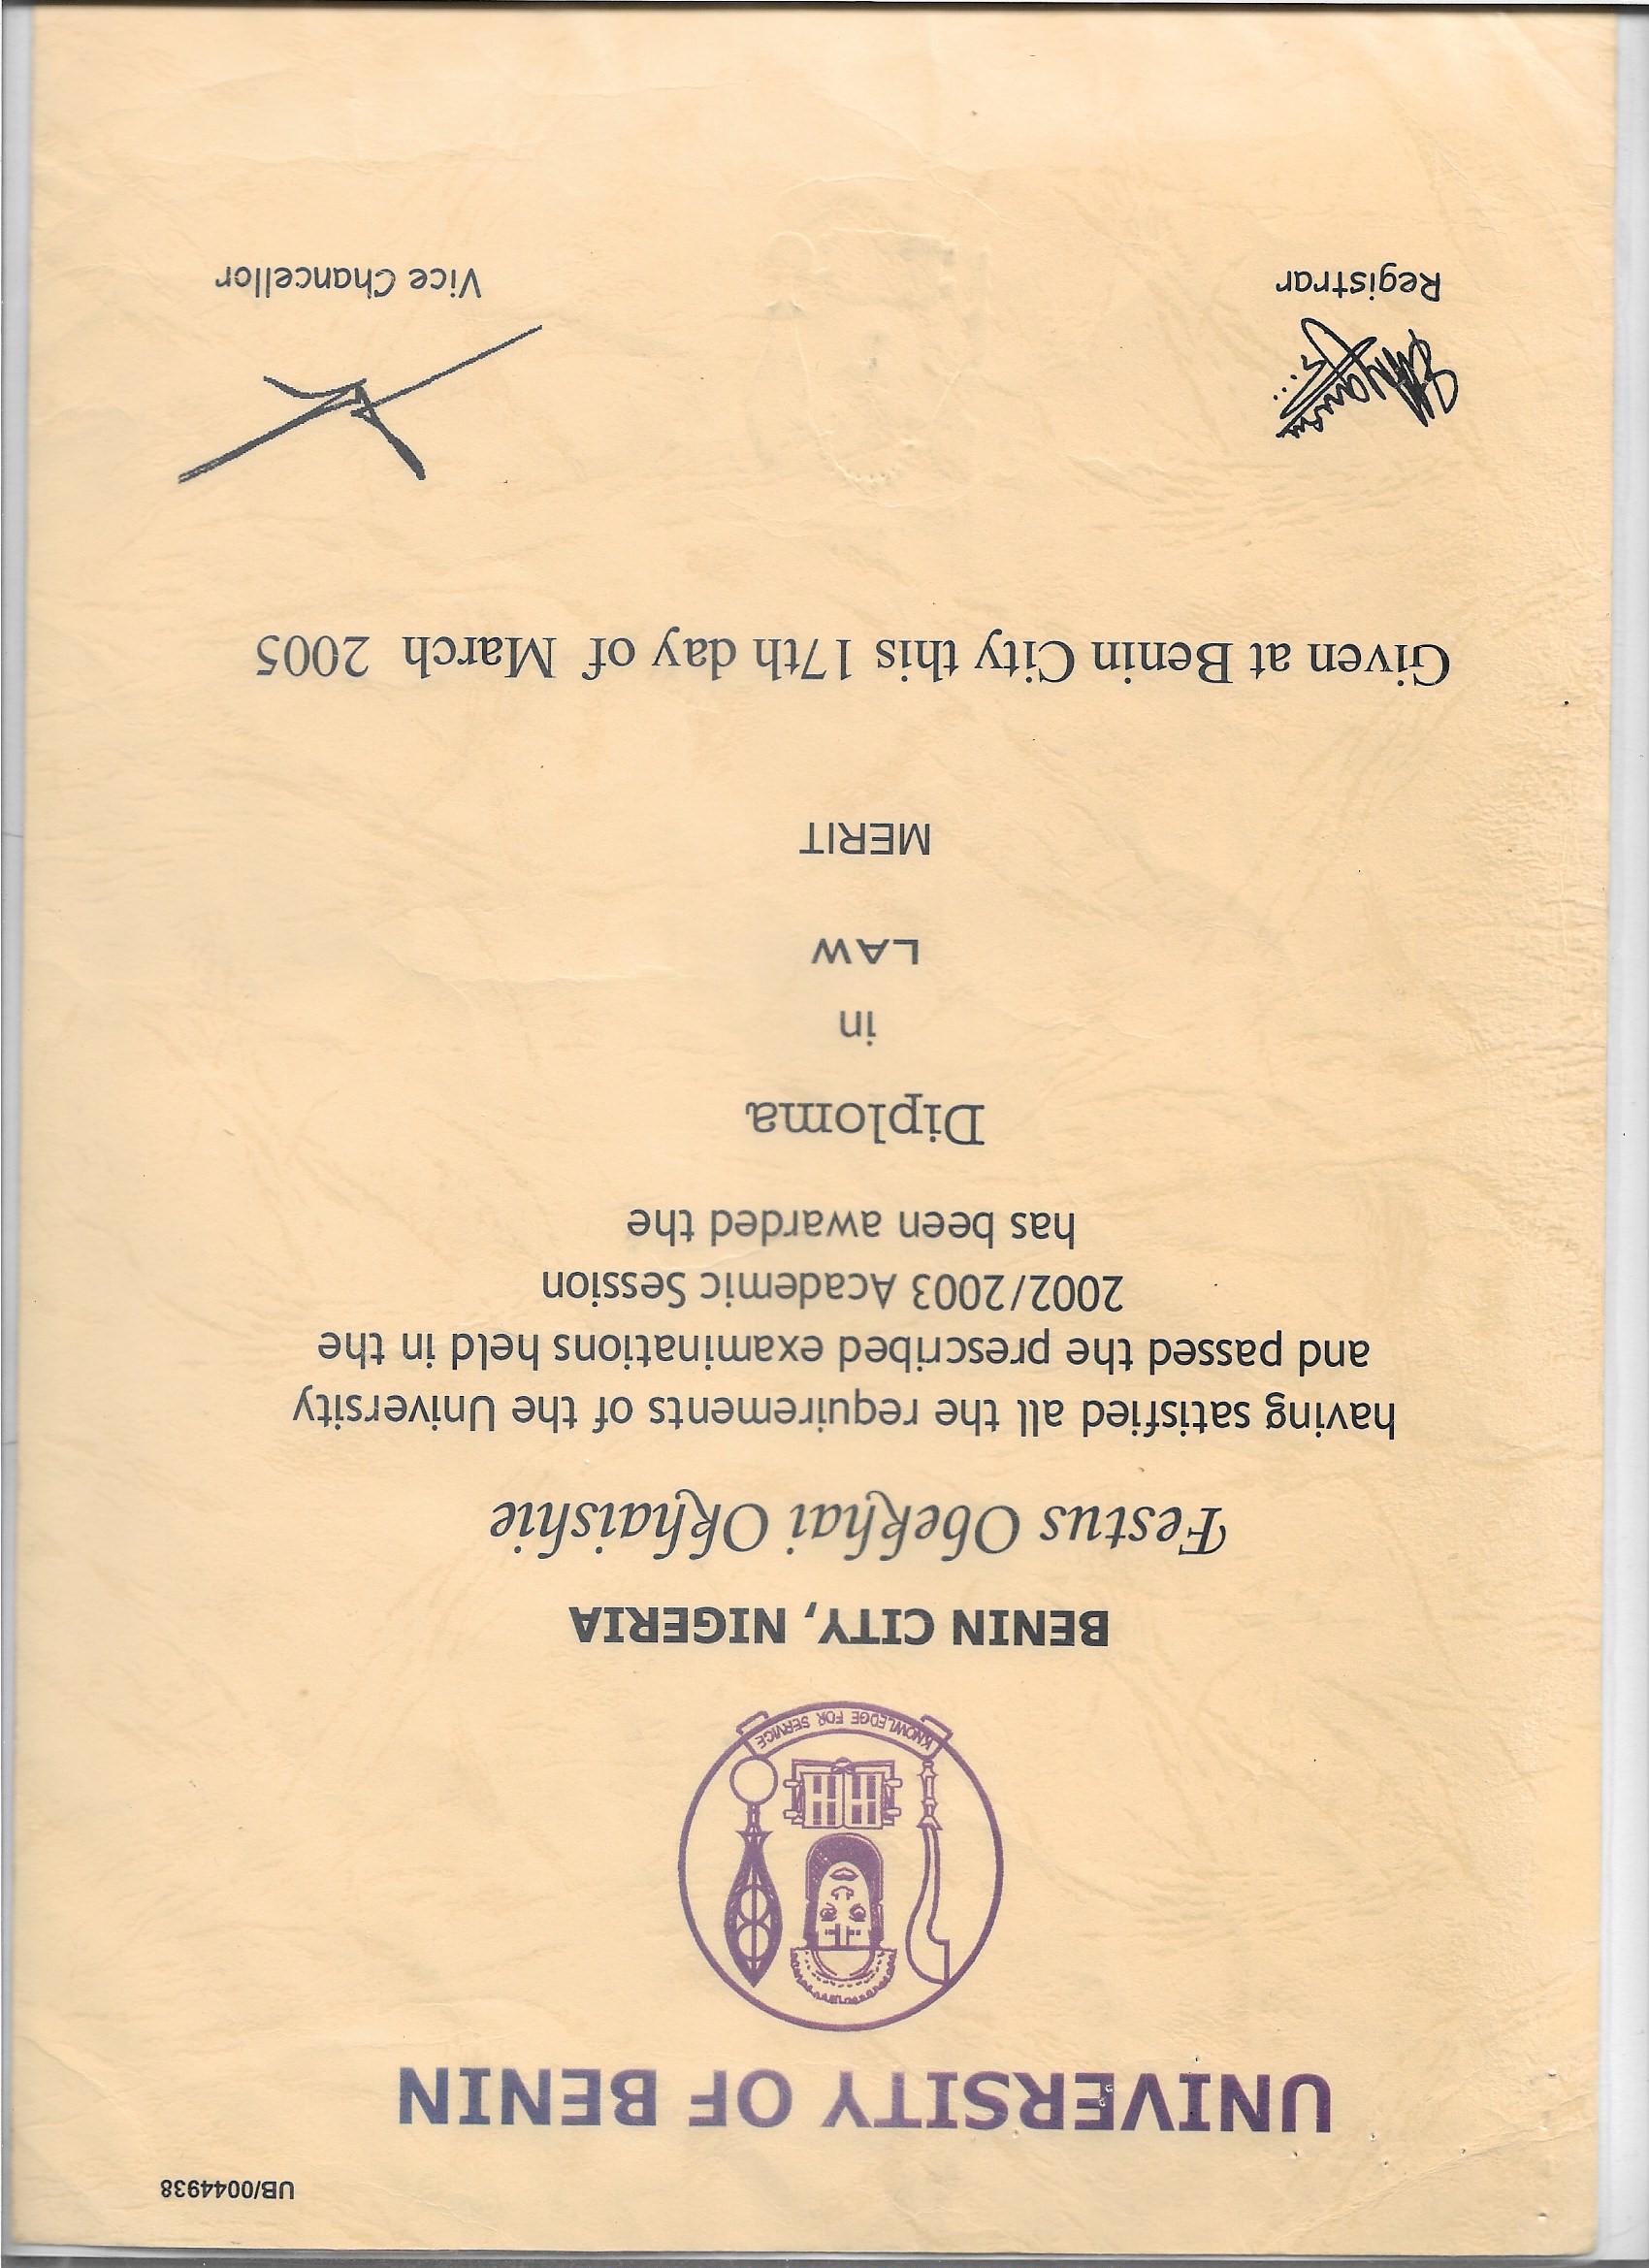 UB/0044938
UNIVERSITY OF BENIN
KNOWLEDGE FOR SERVICE
BENIN CITY, NIGERIA
Festus Obekhai Okhaishie
having satisfied all the requirements of the University
and passed the prescribed examinations held in the
2002/2003 Academic Session
has been awarded the
Diploma
in
LAW
MERIT
Given at Benin City this 17th day of March 2005
Registrar
Vice Chancellor